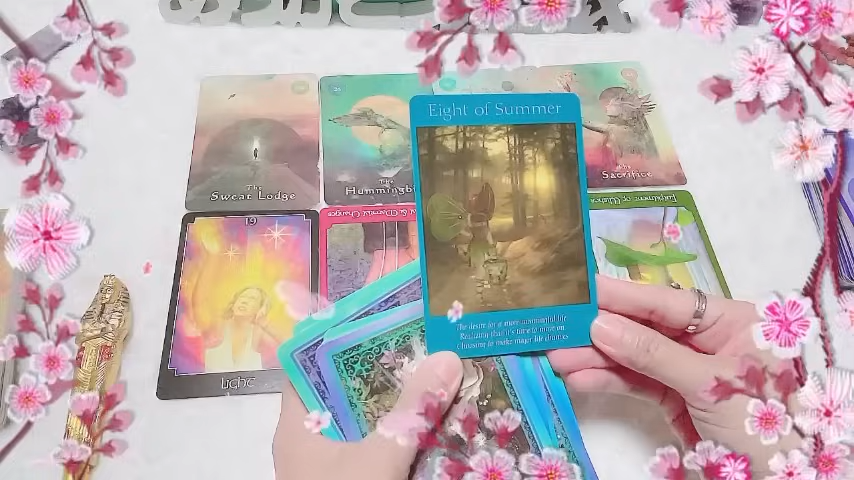 The
Sweat Lodge
The
Hummingbi
Eight of Summer
The
Sacrifice
19
Light
The desire for a more meaningful life
Realizing that it's time to move on
Choosing to make major life changes